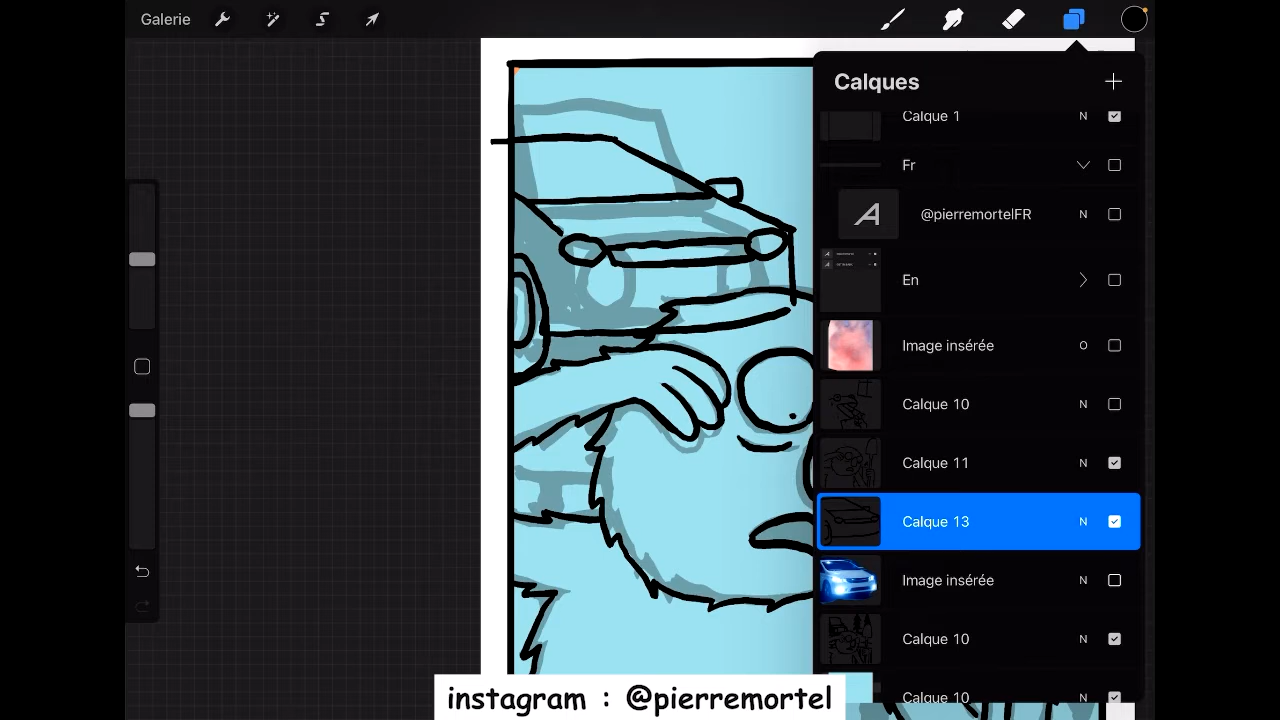 Galerie
Calques
Calque 1 N
Fr
@pierremortelFR N
En
Image insérée O
Calque 10 N
Calque 11 N
Calque 13 N
Image insérée N
Calque 10 N
Calque 10 N
instagram : @pierremortel